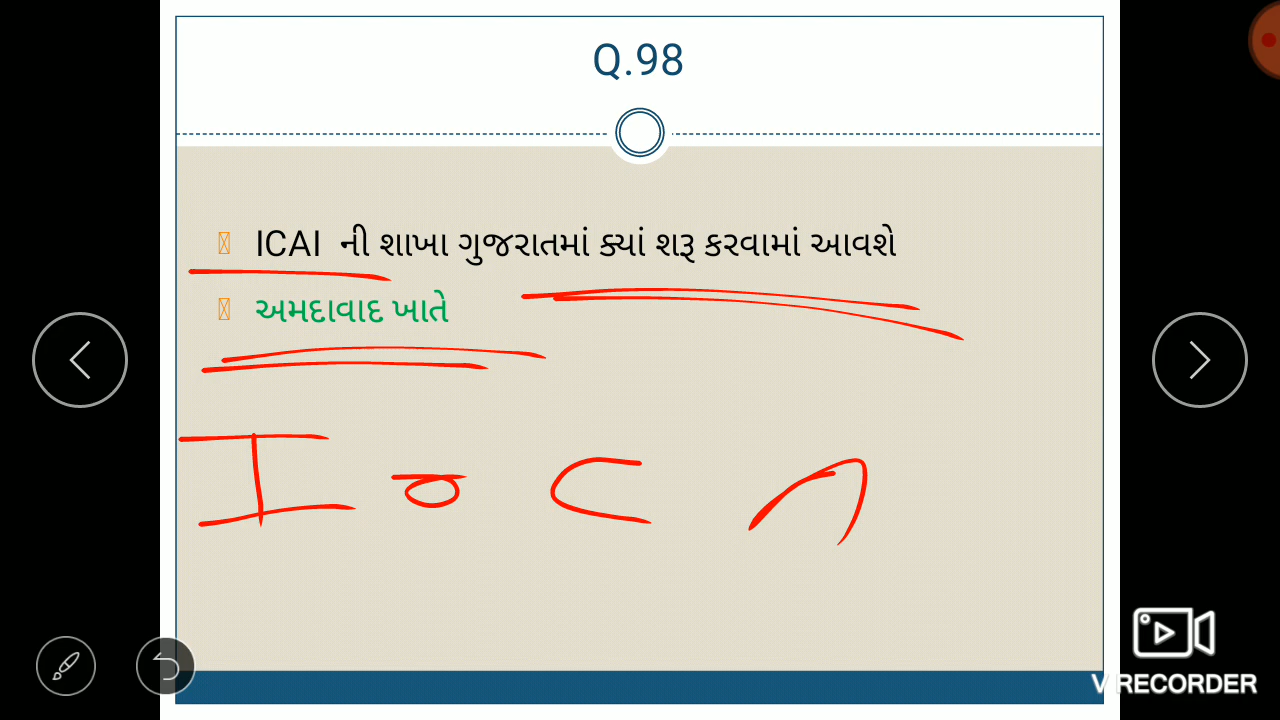 Q.98
ICAI ની શાખા ગુજરાતમાં ક્યાં શરૂ કરવામાં આવશે
અમદાવાદ ખાતે
I o C
V RECORDER